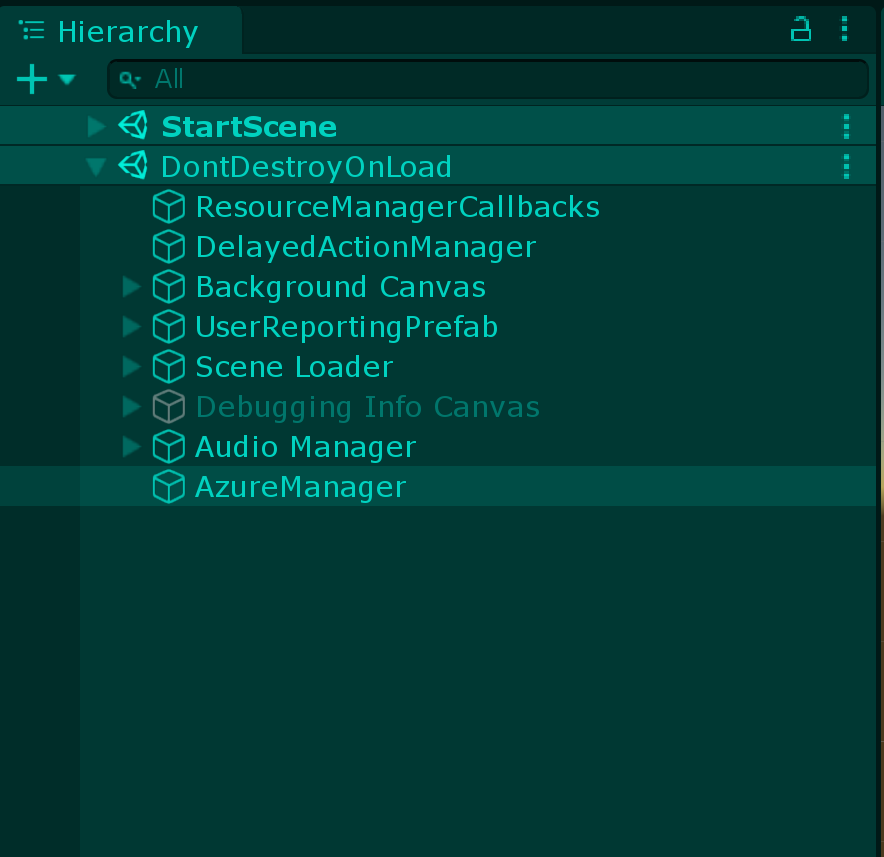 Hierarchy
All
StartScene
DontDestroyOnLoad
ResourceManagerCallbacks
DelayedActionManager
Background Canvas
UserReportingPrefab
Scene Loader
Debugging Info Canvas
Audio Manager
AzureManager